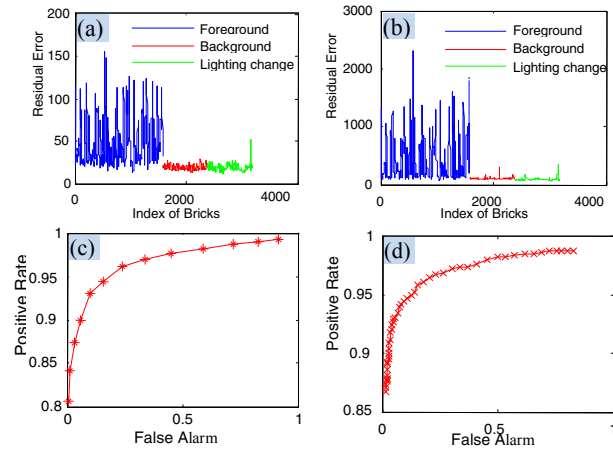 (a)
Foreground
Background
Lighting change
Residual Error
200
150
100
50
0
0
2000
4000
Index of Bricks
(b)
Foreground
Background
Lighting change
Residual Error
3000
2000
1000
0
0
2000
4000
Index of Bricks
(c)
Positive Rate
1
0.95
0.9
0.85
0.8
0
0.5
1
False Alarm
(d)
Positive Rate
1
0.95
0.9
0.85
0
0.5
1
False Alarm